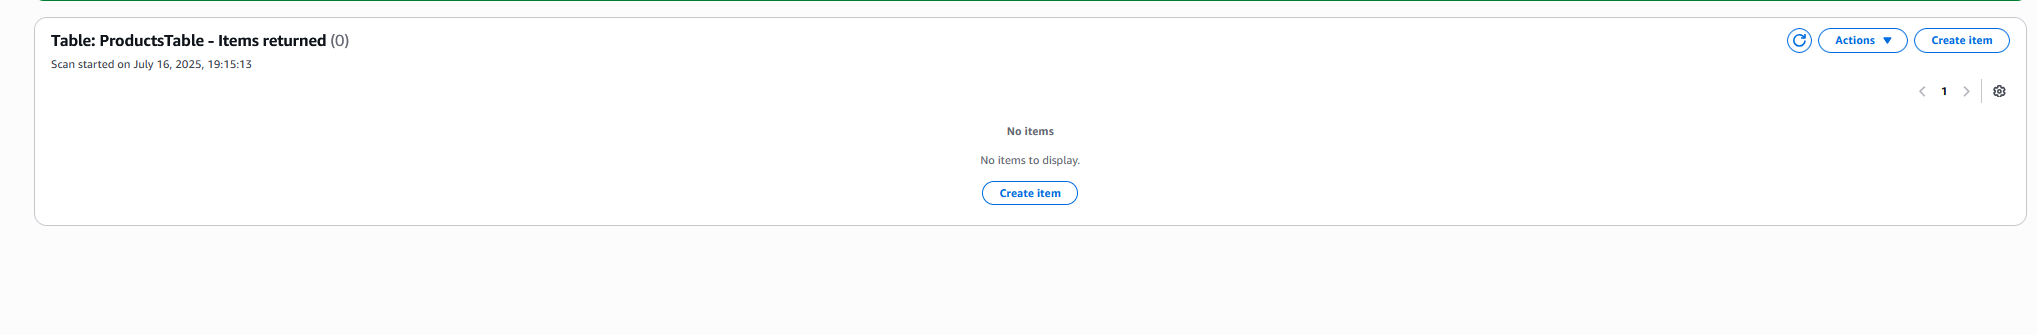 Table: ProductsTable - Items returned (0)
Actions ▼
Create item
Scan started on July 16, 2025, 19:15:13
< 1 >
No items
No items to display.
Create item